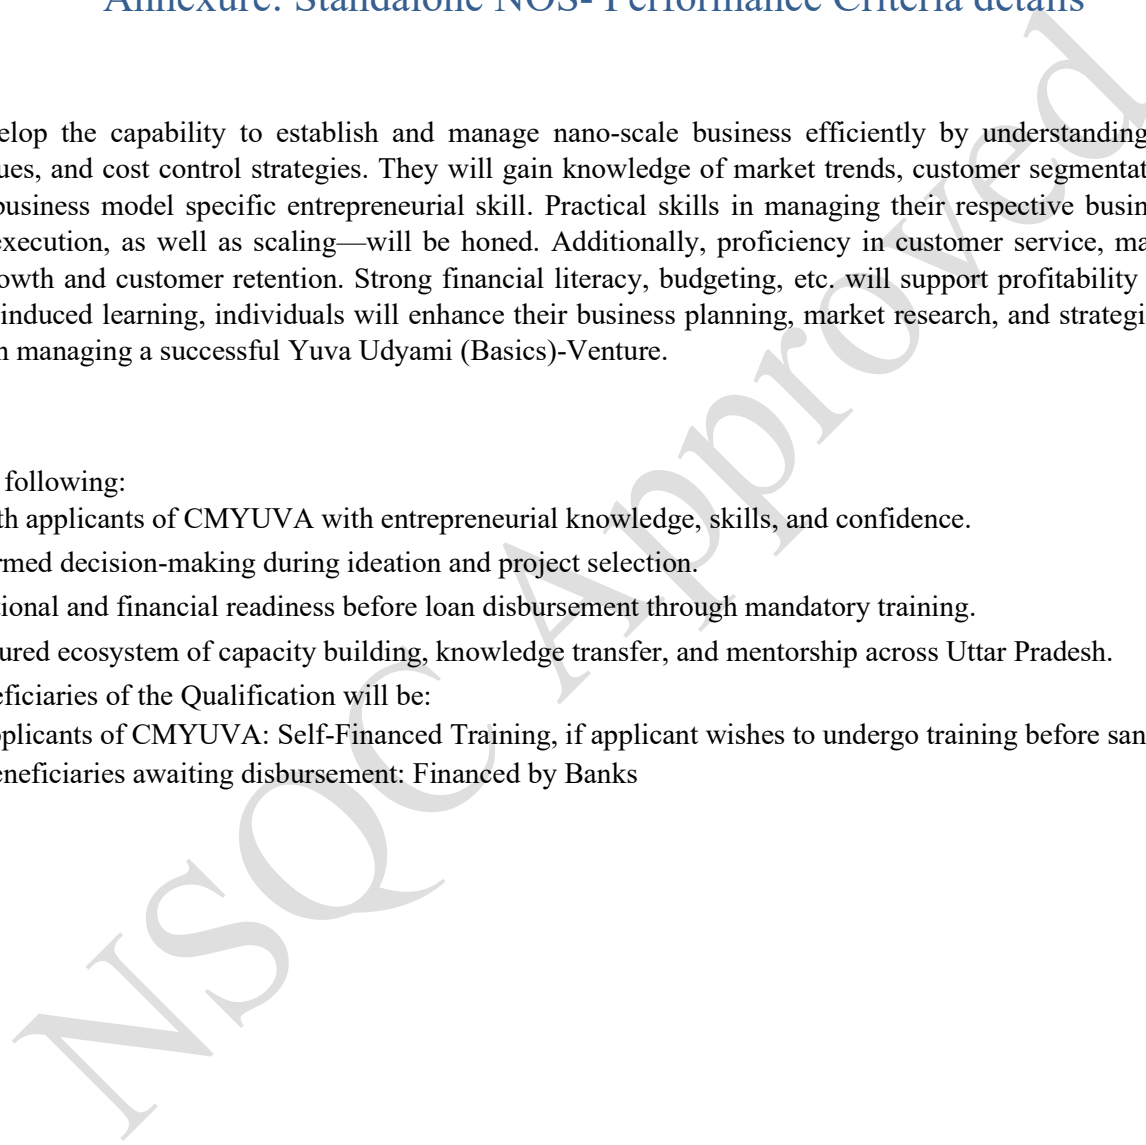 Annexure: Standalone NOS- Performance Criteria details
elop the capability to establish and manage nano-scale business efficiently by understanding
ues, and cost control strategies. They will gain knowledge of market trends, customer segmentat
business model specific entrepreneurial skill. Practical skills in managing their respective busin
execution, as well as scaling—will be honed. Additionally, proficiency in customer service, ma
owth and customer retention. Strong financial literacy, budgeting, etc. will support profitability
induced learning, individuals will enhance their business planning, market research, and strategi
n managing a successful Yuva Udyami (Basics)-Venture.
following:
th applicants of CMYUVA with entrepreneurial knowledge, skills, and confidence.
rmed decision-making during ideation and project selection.
tional and financial readiness before loan disbursement through mandatory training.
ured ecosystem of capacity building, knowledge transfer, and mentorship across Uttar Pradesh.
eficiaries of the Qualification will be:
pplicants of CMYUVA: Self-Financed Training, if applicant wishes to undergo training before san
eneficiaries awaiting disbursement: Financed by Banks
NSQC Approved